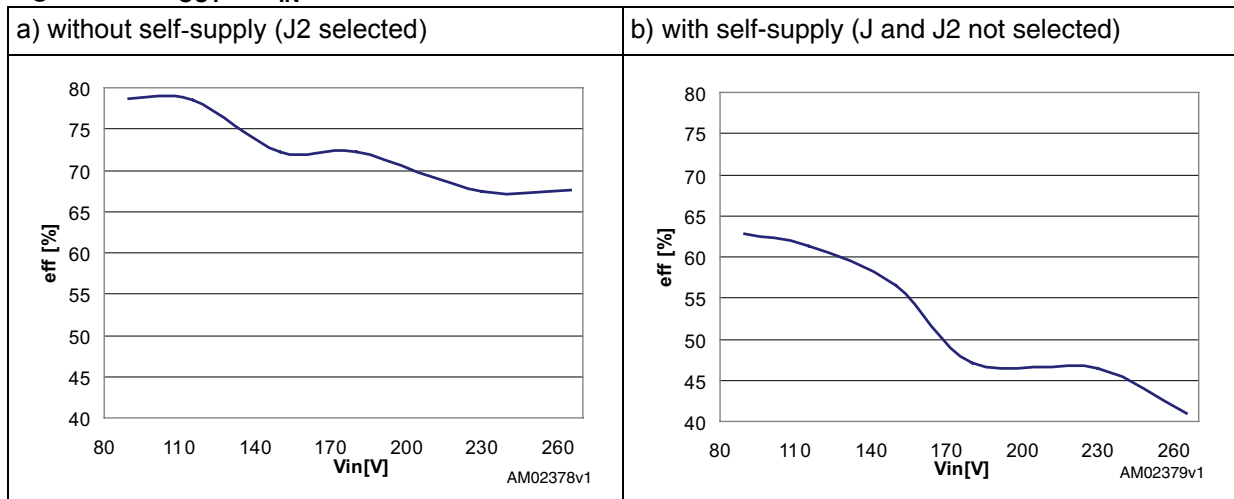 a) without self-supply (J2 selected)
80
75
70
65
60
55
50
45
40
eff [%]
80 110 140 170 200 230 260
Vin[V]
AM02378v1
b) with self-supply (J and J2 not selected)
80
75
70
65
60
55
50
45
40
eff [%]
80 110 140 170 200 230 260
Vin[V]
AM02379v1